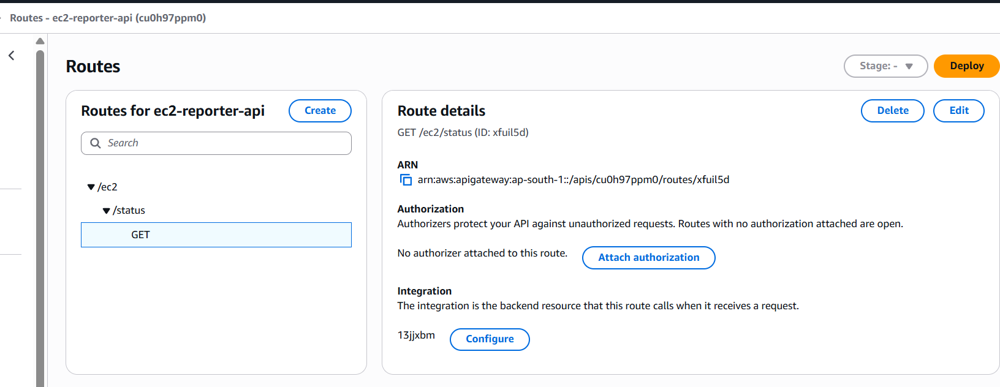 Routes - ec2-reporter-api (cu0h97ppm0)
Routes
Stage: -
Deploy
Routes for ec2-reporter-api
Create
Search
/ec2
/status
GET
Route details
Delete
Edit
GET /ec2/status (ID: xfuil5d)
ARN
arn:aws:apigateway:ap-south-1::/apis/cu0h97ppm0/routes/xfuil5d
Authorization
Authorizers protect your API against unauthorized requests. Routes with no authorization attached are open.
No authorizer attached to this route.
Attach authorization
Integration
The integration is the backend resource that this route calls when it receives a request.
13jjxbm
Configure